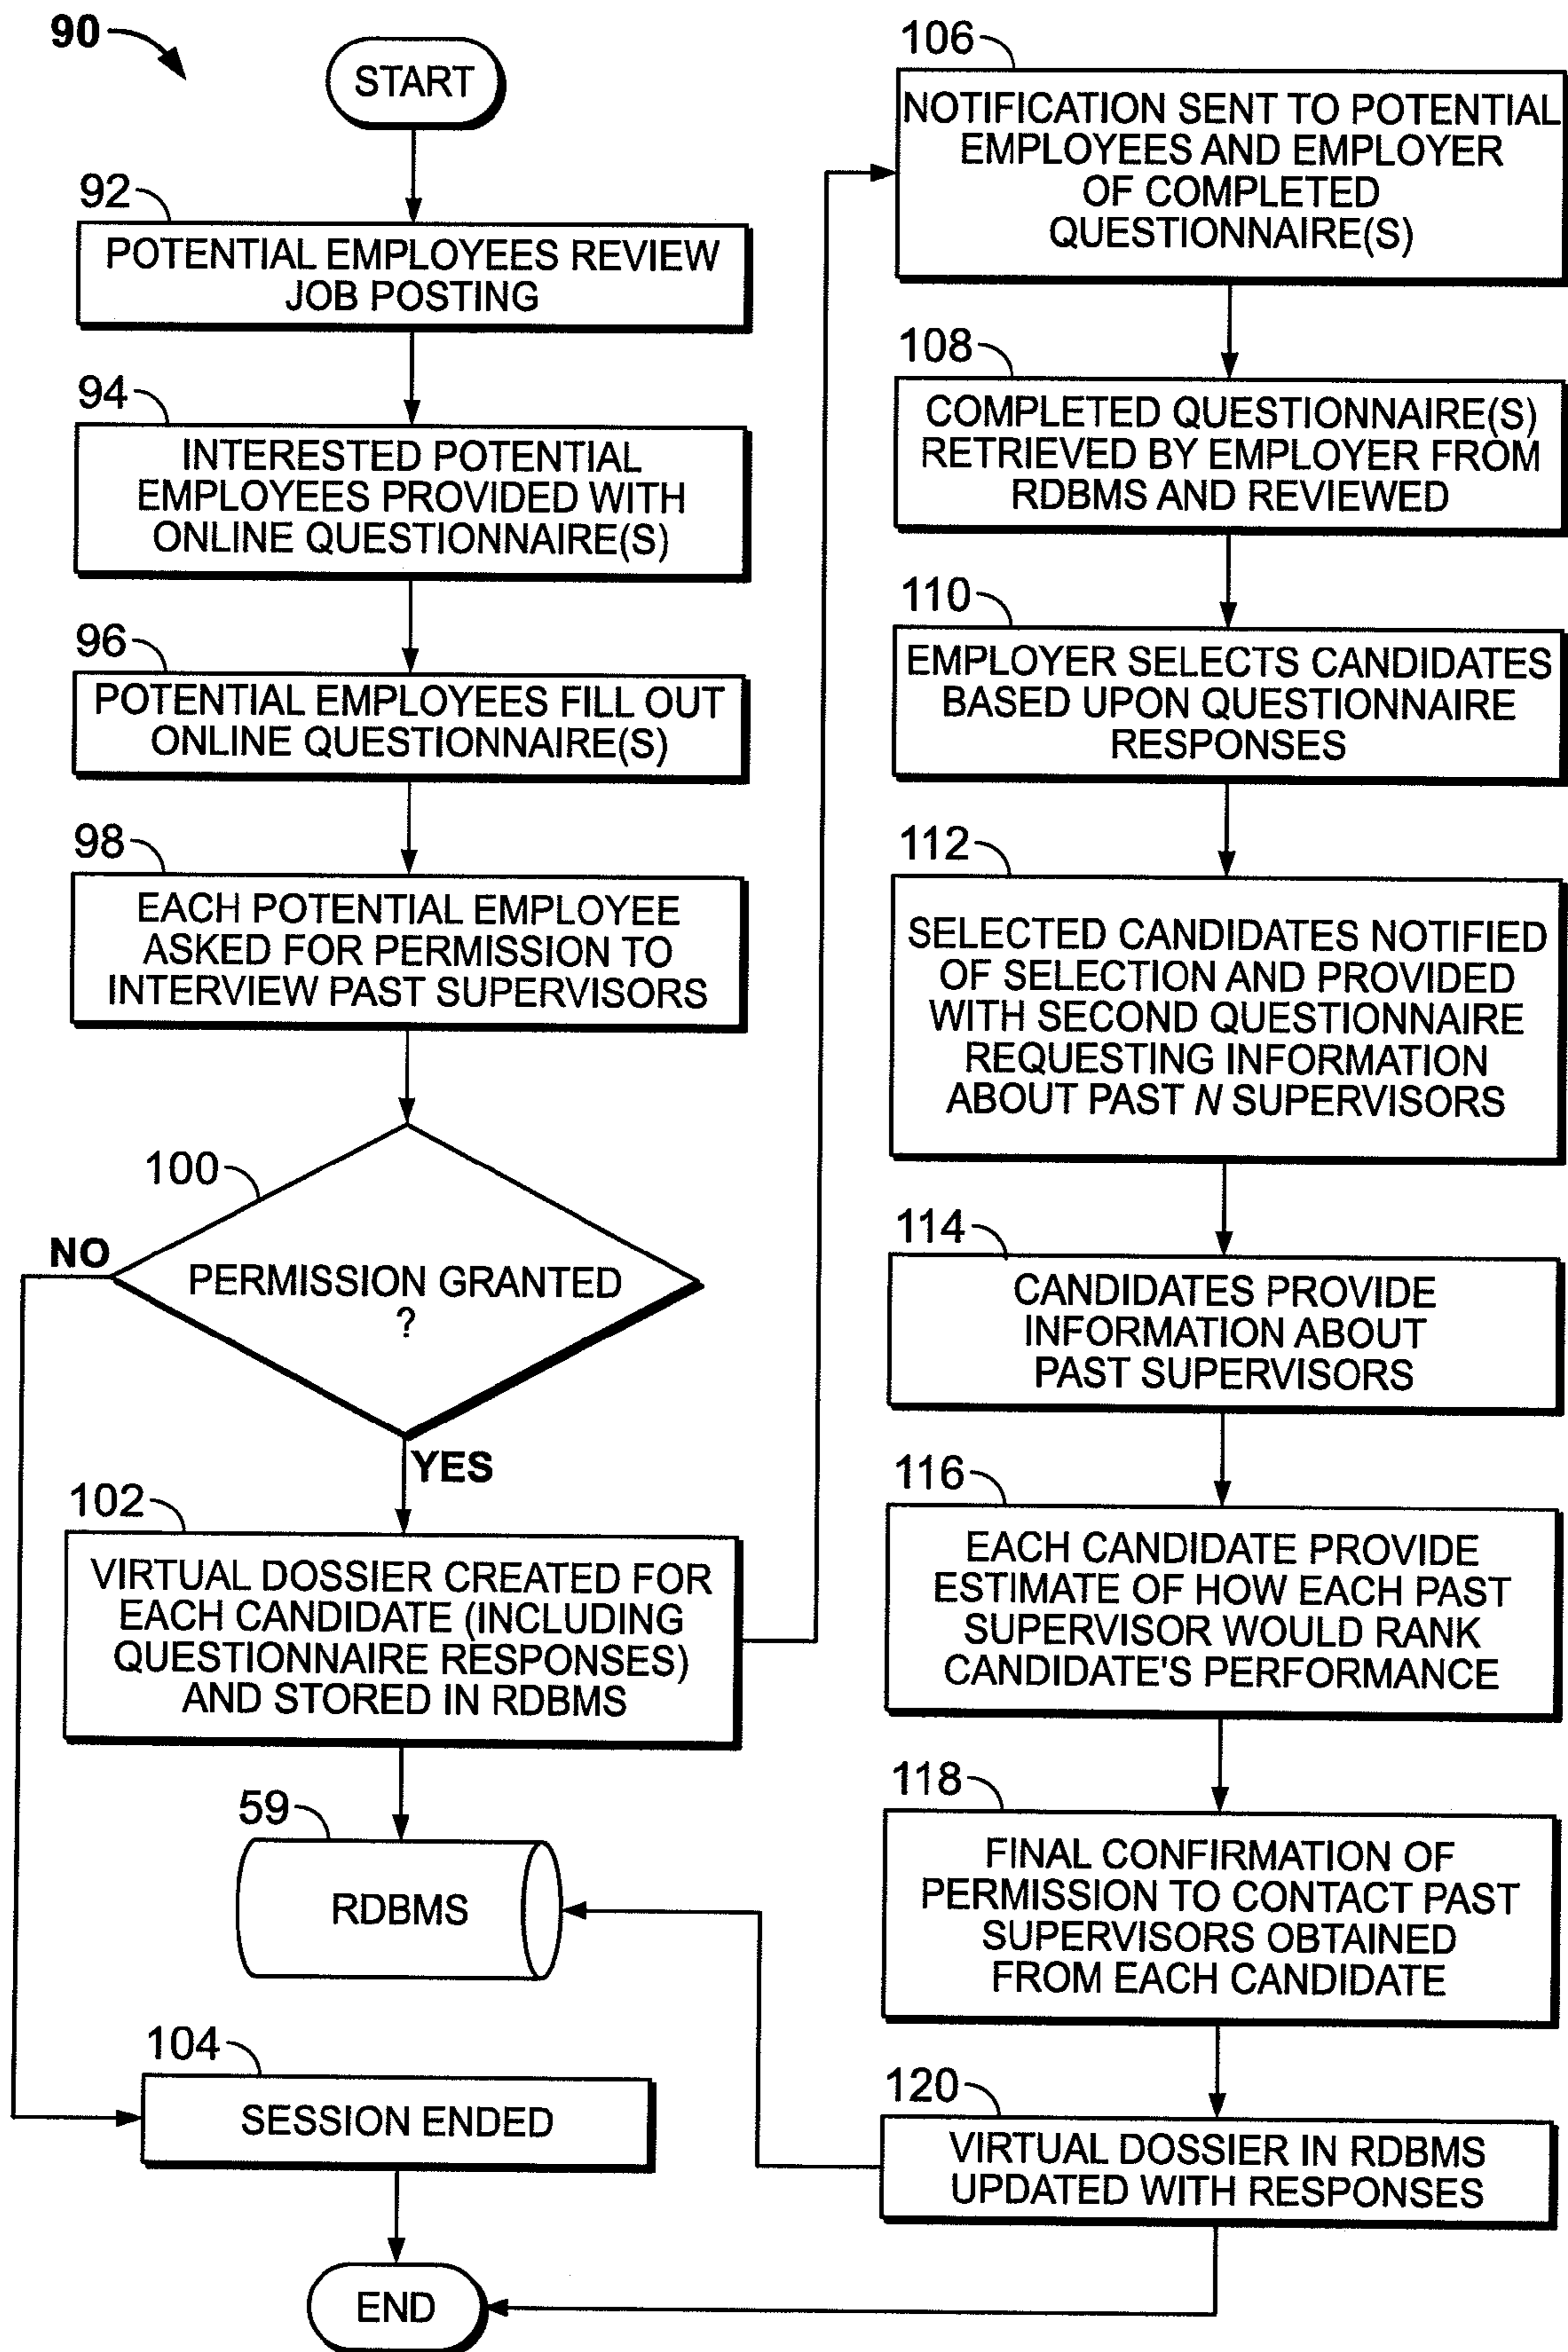 90
START
92
POTENTIAL EMPLOYEES REVIEW
JOB POSTING
94
INTERESTED POTENTIAL
EMPLOYEES PROVIDED WITH
ONLINE QUESTIONNAIRE(S)
96
POTENTIAL EMPLOYEES FILL OUT
ONLINE QUESTIONNAIRE(S)
98
EACH POTENTIAL EMPLOYEE
ASKED FOR PERMISSION TO
INTERVIEW PAST SUPERVISORS
100
NO
PERMISSION GRANTED
?
YES
102
VIRTUAL DOSSIER CREATED FOR
EACH CANDIDATE (INCLUDING
QUESTIONNAIRE RESPONSES)
AND STORED IN RDBMS
59
RDBMS
104
SESSION ENDED
END
106
NOTIFICATION SENT TO POTENTIAL
EMPLOYEES AND EMPLOYER
OF COMPLETED
QUESTIONNAIRE(S)
108
COMPLETED QUESTIONNAIRE(S)
RETRIEVED BY EMPLOYER FROM
RDBMS AND REVIEWED
110
EMPLOYER SELECTS CANDIDATES
BASED UPON QUESTIONNAIRE
RESPONSES
112
SELECTED CANDIDATES NOTIFIED
OF SELECTION AND PROVIDED
WITH SECOND QUESTIONNAIRE
REQUESTING INFORMATION
ABOUT PAST N SUPERVISORS
114
CANDIDATES PROVIDE
INFORMATION ABOUT
PAST SUPERVISORS
116
EACH CANDIDATE PROVIDE
ESTIMATE OF HOW EACH PAST
SUPERVISOR WOULD RANK
CANDIDATE'S PERFORMANCE
118
FINAL CONFIRMATION OF
PERMISSION TO CONTACT PAST
SUPERVISORS OBTAINED
FROM EACH CANDIDATE
120
VIRTUAL DOSSIER IN RDBMS
UPDATED WITH RESPONSES